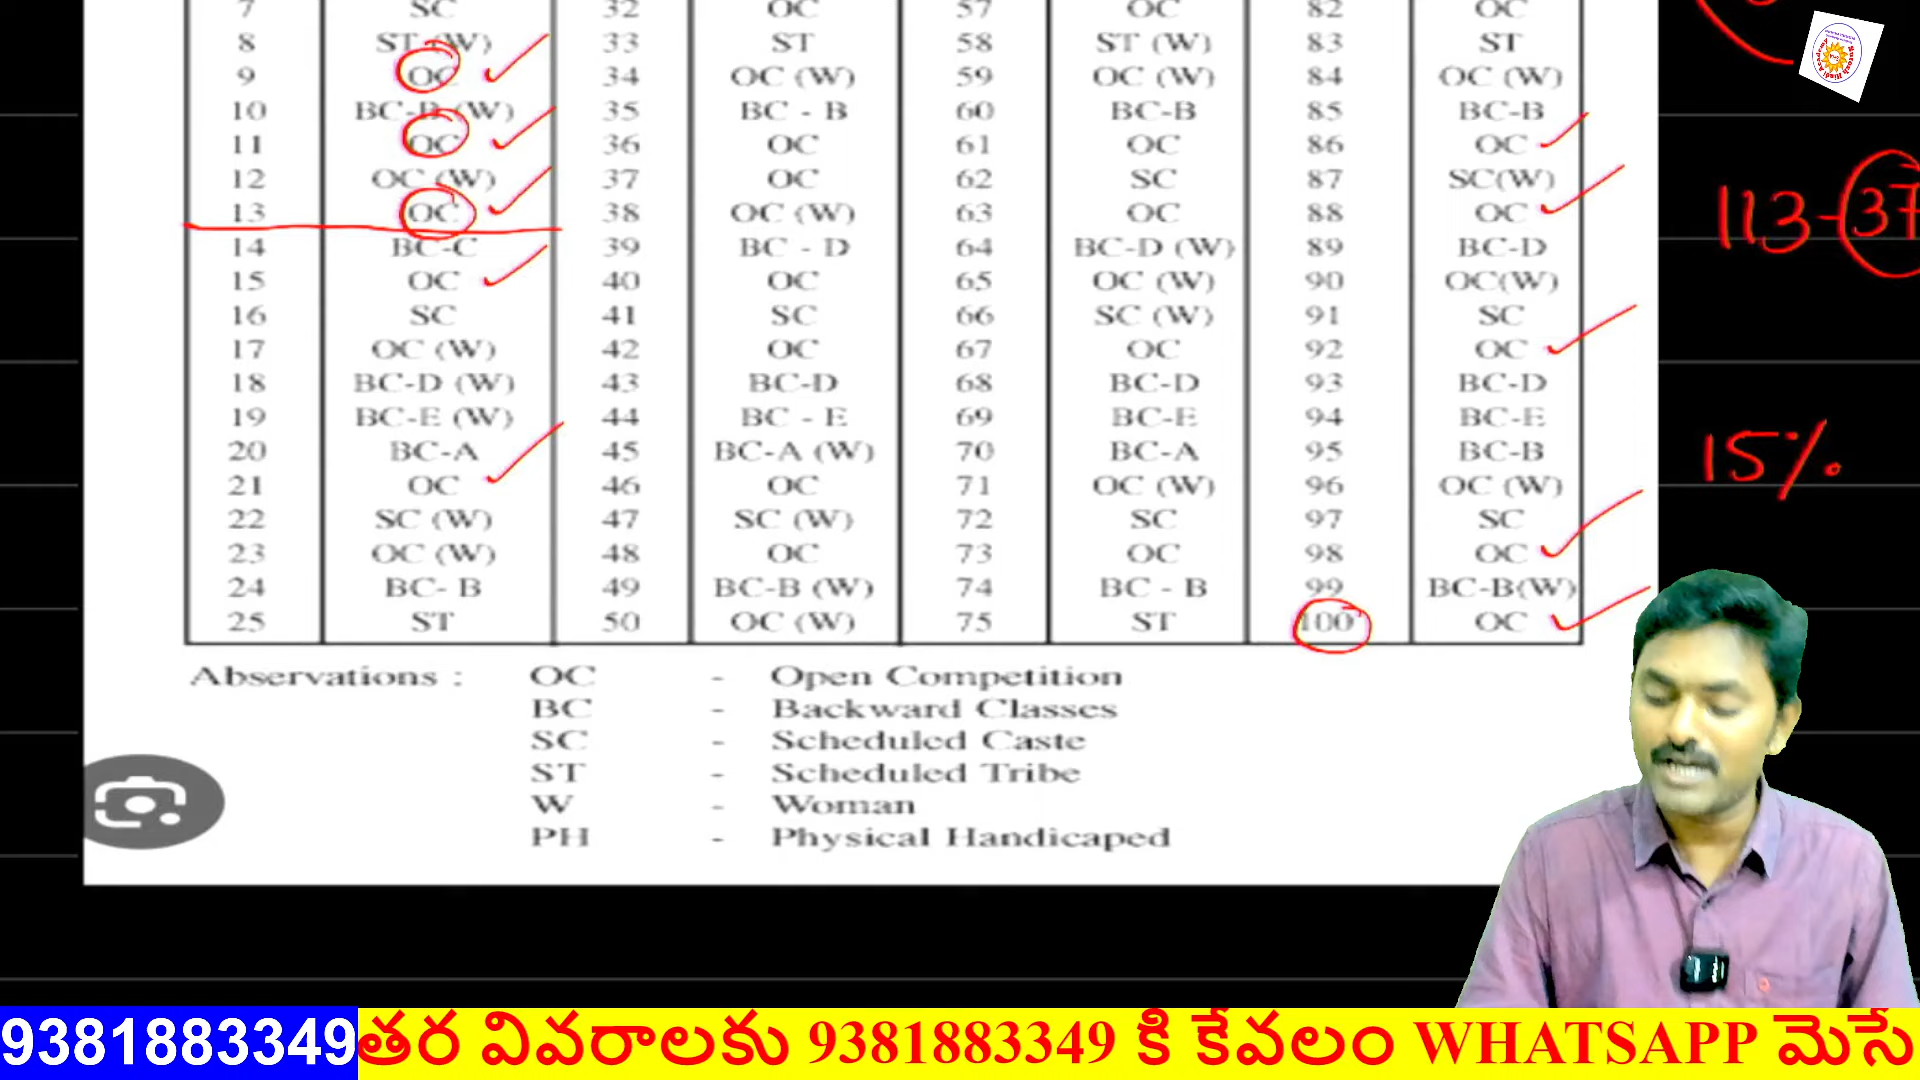 7 SC 32 OC 57 OC 82 OC
8 ST (W) 33 ST 58 ST (W) 83 ST
9 OC 34 OC (W) 59 OC (W) 84 OC (W)
10 BC-B (W) 35 BC - B 60 BC-B 85 BC-B
11 OC 36 OC 61 OC 86 OC
12 OC (W) 37 OC 62 SC 87 SC(W)
13 OC 38 OC (W) 63 OC 88 OC
14 BC-C 39 BC - D 64 BC-D (W) 89 BC-D
15 OC 40 OC 65 OC (W) 90 OC(W)
16 SC 41 SC 66 SC (W) 91 SC
17 OC (W) 42 OC 67 OC 92 OC
18 BC-D (W) 43 BC-D 68 BC-D 93 BC-D
19 BC-E (W) 44 BC - E 69 BC-E 94 BC-E
20 BC-A 45 BC-A (W) 70 BC-A 95 BC-B
21 OC 46 OC 71 OC (W) 96 OC (W)
22 SC (W) 47 SC (W) 72 SC 97 SC
23 OC (W) 48 OC 73 OC 98 OC
24 BC- B 49 BC-B (W) 74 BC - B 99 BC-B(W)
25 ST 50 OC (W) 75 ST 100 OC
113-37
15%
Abservations : OC - Open Competition
BC - Backward Classes
SC - Scheduled Caste
ST - Scheduled Tribe
W - Woman
PH - Physical Handicaped
9381883349 తర వివరాలకు 9381883349 కి కేవలం WHATSAPP మెసే